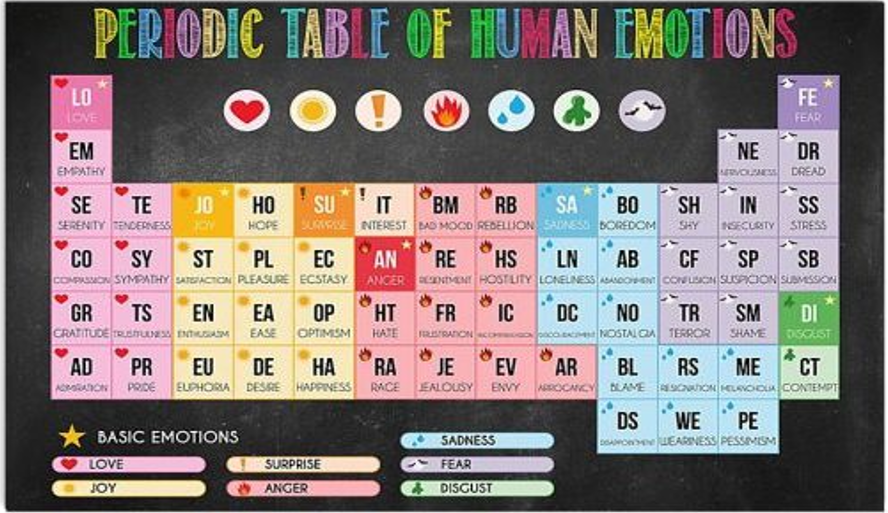 PERIODIC TABLE OF HUMAN EMOTIONS
LO
LOVE
FE
FEAR
EM
EMPATHY
NE
NERVOUSNESS
DR
DREAD
SE
SERENITY
TE
TENDERNESS
JO
JOY
HO
HOPE
SU
SURPRISE
IT
INTEREST
BM
BAD MOOD
RB
REBELLION
SA
SADNESS
BO
BOREDOM
SH
SHY
IN
INSECURITY
SS
STRESS
CO
COMPASSION
SY
SYMPATHY
ST
SATISFACTION
PL
PLEASURE
EC
ECSTASY
AN
ANGER
RE
RESENTMENT
HS
HOSTILITY
LN
LONELINESS
AB
ABANDONMENT
CF
CONFUSION
SP
SUSPICION
SB
SUBMISSION
GR
GRATITUDE
TS
TRUSTFULNESS
EN
ENTHUSIASM
EA
EASE
OP
OPTIMISM
HT
HATE
FR
FRUSTRATION
IC
INCOMPREHENSION
DC
DISCOURAGEMENT
NO
NOSTALGIA
TR
TERROR
SM
SHAME
DI
DISGUST
AD
ADMIRATION
PR
PRIDE
EU
EUPHORIA
DE
DESIRE
HA
HAPPINESS
RA
RAGE
JE
JEALOUSY
EV
ENVY
AR
ARROGANCY
BL
BLAME
RS
RESIGNATION
ME
MELANCHOLIA
CT
CONTEMPT
DS
DISAPPOINTMENT
WE
WEARINESS
PE
PESSIMISM
BASIC EMOTIONS
LOVE
JOY
SURPRISE
ANGER
SADNESS
FEAR
DISGUST